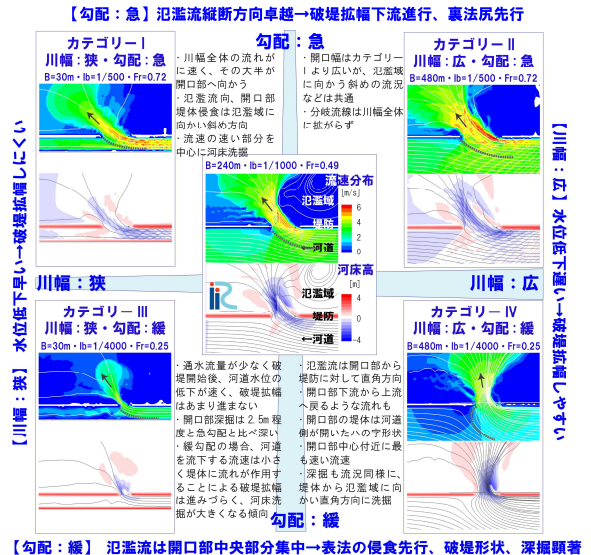 【勾配：急】氾濫流縦断方向卓越→破堤拡幅下流進行、裏法尻先行
カテゴリーⅠ
川幅：狭・勾配：急
B=30m・Ib=1/500・Fr=0.72
勾配：急
・川幅全体の流れが
に速く、その大半が
開口部へ向かう
・氾濫流向、開口部
堤体侵食は氾濫域に
向かい斜め方向
・流速の速い部分を
中心に河床洗掘
・開口幅はカテゴリー
Ⅰより広いが、氾濫域
に向かう斜めの流況
などは共通
・分岐流線は川幅全体
に拡がらず
カテゴリーⅡ
川幅：広・勾配：急
B=480m・Ib=1/500・Fr=0.72
B=240m・Ib=1/1000・Fr=0.49
流速分布
[m/s]
氾濫域
堤防
←河道
6
4
2
0
河床高
[m]
氾濫域
堤防
←河道
4
0
-4
川幅：狭
川幅：広
【川幅：狭】水位低下早い→破堤拡幅しにくい
【川幅：広】水位低下遅い→破堤拡幅しやすい
カテゴリーⅢ
川幅：狭・勾配：緩
B=30m・Ib=1/4000・Fr=0.25
・通水流量が少なく破
堤開始後、河道水位の
低下が速く、破堤拡幅
はあまり進まない
・開口部深掘は2.5m程
度と急勾配と比べ深い
・緩勾配の場合、河道
を流下する流速は小さ
く堤体に流れが作用す
ることによる破堤拡幅
は進みづらく、河床洗
掘が大きくなる傾向
・氾濫流は開口部から
堤防に対して直角方向
・開口部下流から上流
へ戻るような流れも
・開口部の堤体は河道
側が開いたハの字形状
・開口部中心付近に最
も速い流速
・深掘も流況同様に、
堤体から氾濫域に向
かい直角方向に洗掘
カテゴリーⅣ
川幅：広・勾配：緩
B=480m・Ib=1/4000・Fr=0.25
勾配：緩
【勾配：緩】 氾濫流は開口部中央部分集中→表法の侵食先行、破堤形状、深掘顕著